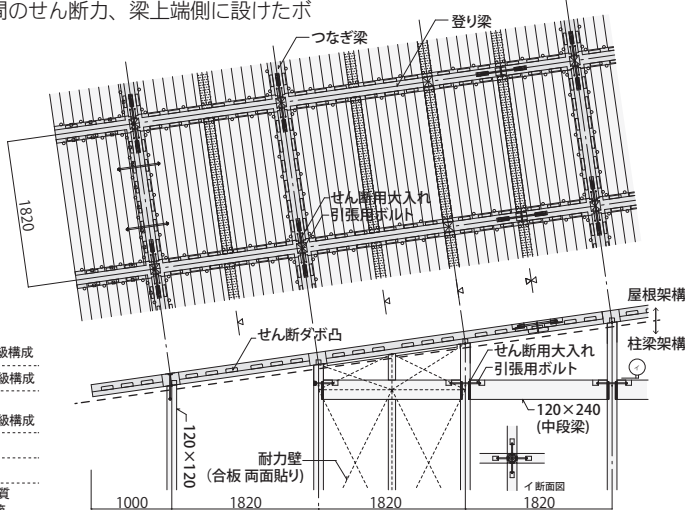 間のせん断力、梁上端側に設けたボ
つなぎ梁
登り梁
1820
せん断用大入れ
引張用ボルト
屋根架構
柱梁架構
イ
せん断ダボ凸
せん断用大入れ
引張用ボルト
級構成
級構成
級構成
質
120×120
耐力壁
(合板 両面貼り)
120×240
(中段梁)
イ断面図
1000
1820
1820
1820